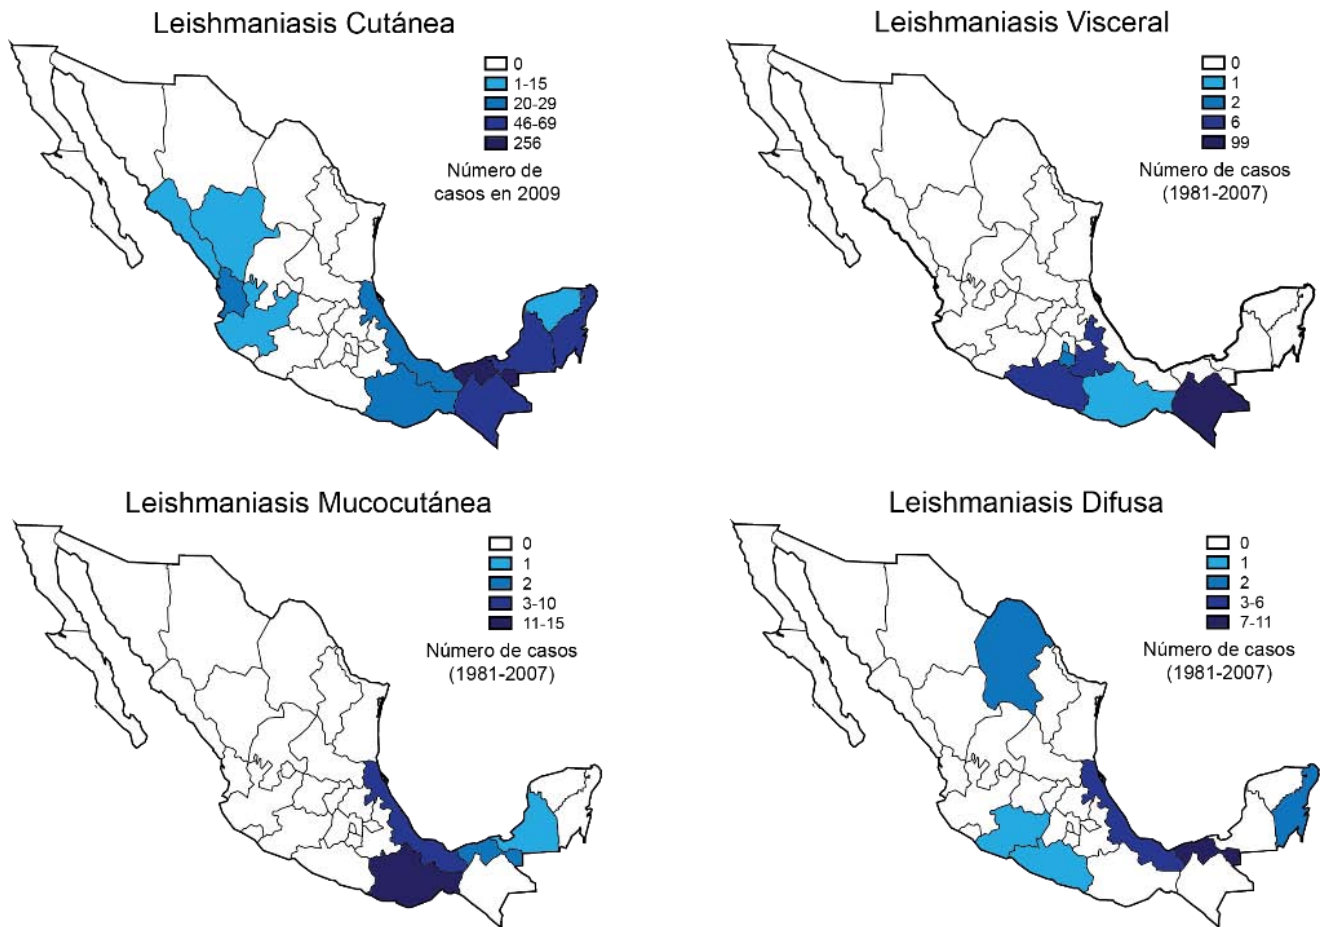 Leishmaniasis Cutánea
0
1-15
20-29
46-69
256
Número de
casos en 2009
Leishmaniasis Visceral
0
1
2
6
99
Número de casos
(1981-2007)
Leishmaniasis Mucocutánea
0
1
2
3-10
11-15
Número de casos
(1981-2007)
Leishmaniasis Difusa
0
1
2
3-6
7-11
Número de casos
(1981-2007)